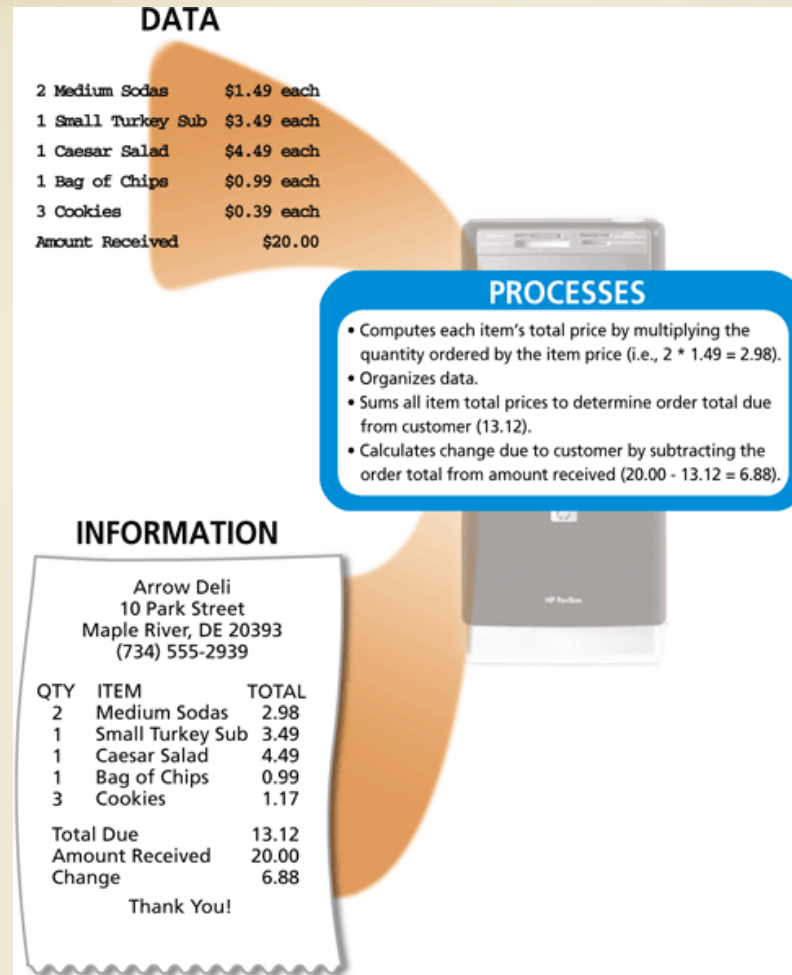 DATA
2 Medium Sodas $1.49 each
1 Small Turkey Sub $3.49 each
1 Caesar Salad $4.49 each
1 Bag of Chips $0.99 each
3 Cookies $0.39 each
Amount Received $20.00
PROCESSES
• Computes each item's total price by multiplying the
quantity ordered by the item price (i.e., 2 * 1.49 = 2.98).
• Organizes data.
• Sums all item total prices to determine order total due
from customer (13.12).
• Calculates change due to customer by subtracting the
order total from amount received (20.00 - 13.12 = 6.88).
HP Pavilion
INFORMATION
Arrow Deli
10 Park Street
Maple River, DE 20393
(734) 555-2939
QTY ITEM TOTAL
2 Medium Sodas 2.98
1 Small Turkey Sub 3.49
1 Caesar Salad 4.49
1 Bag of Chips 0.99
3 Cookies 1.17
Total Due 13.12
Amount Received 20.00
Change 6.88
Thank You!